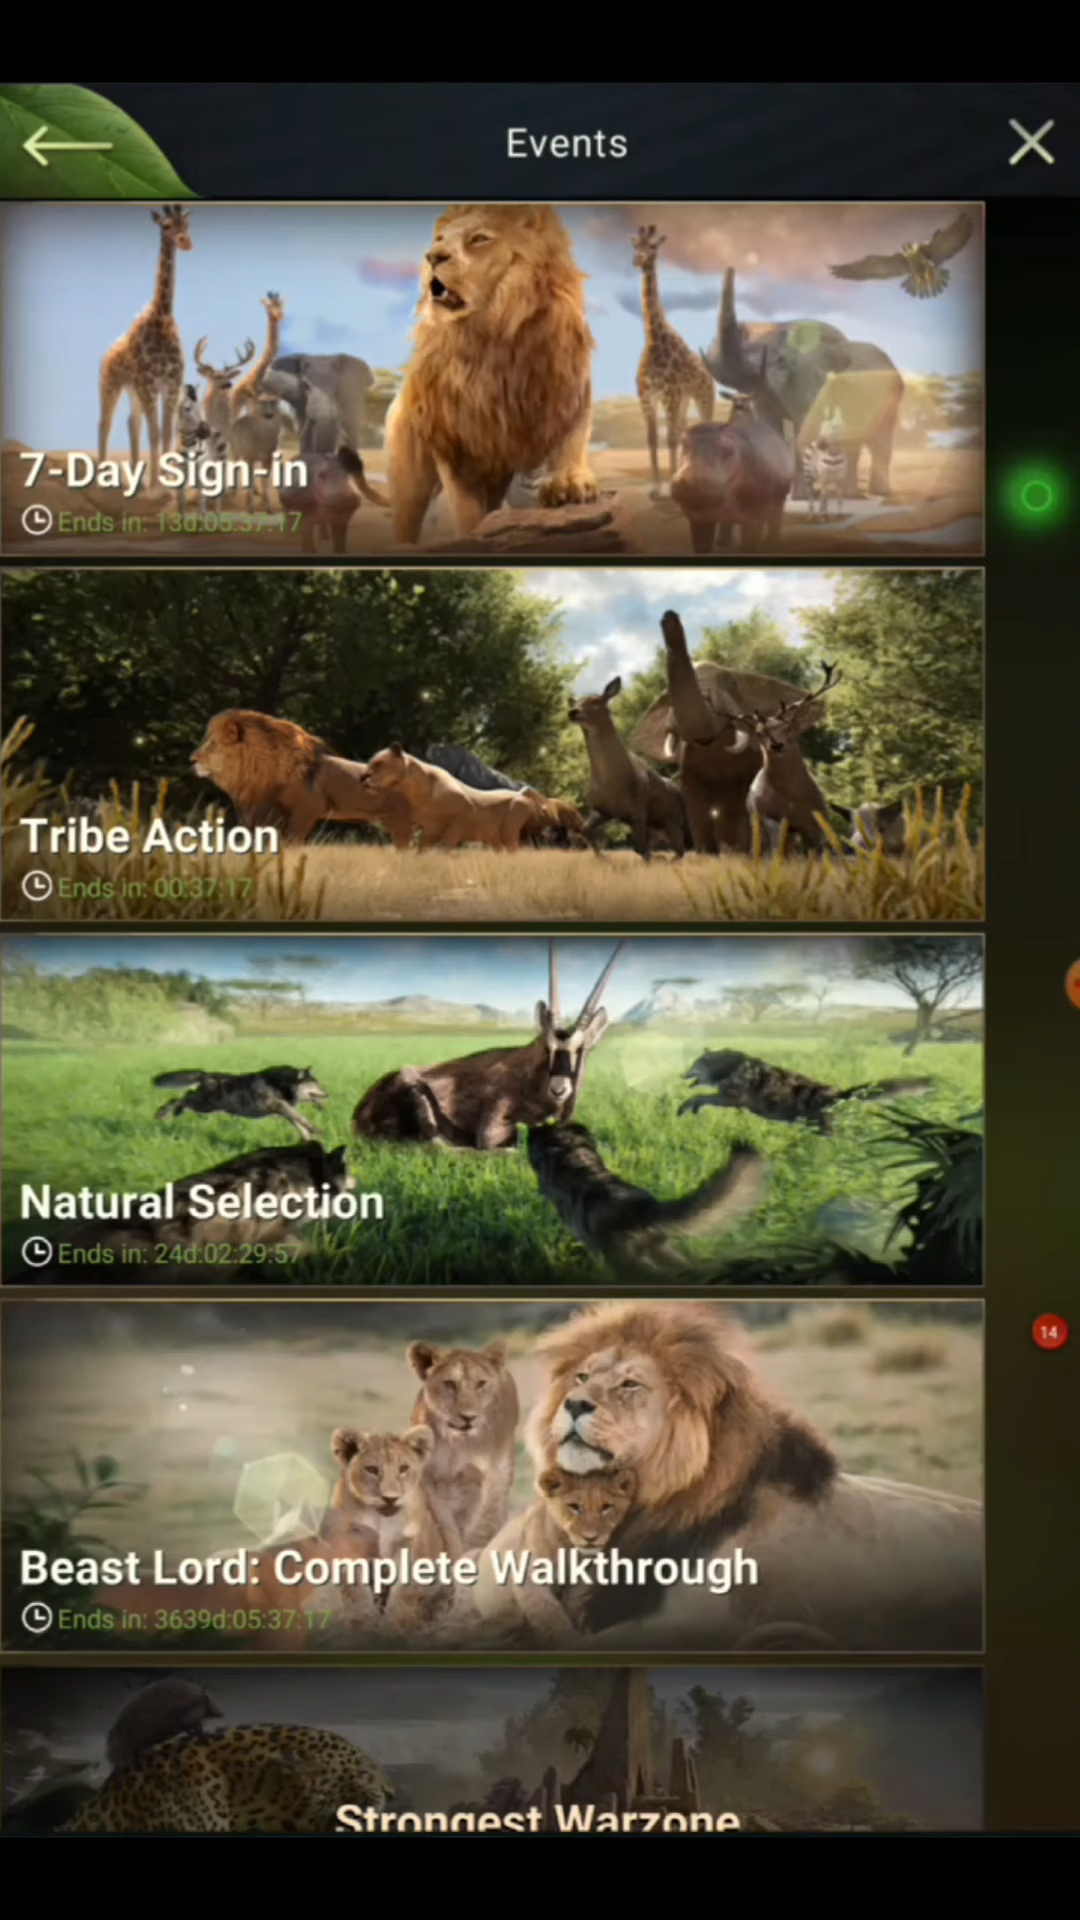 Events
7-Day Sign-in
Ends in: 13d:05:37:17
Tribe Action
Ends in: 00:37:17
Natural Selection
Ends in: 24d:02:29:57
14
Beast Lord: Complete Walkthrough
Ends in: 3639d:05:37:17
Strongest Warzone